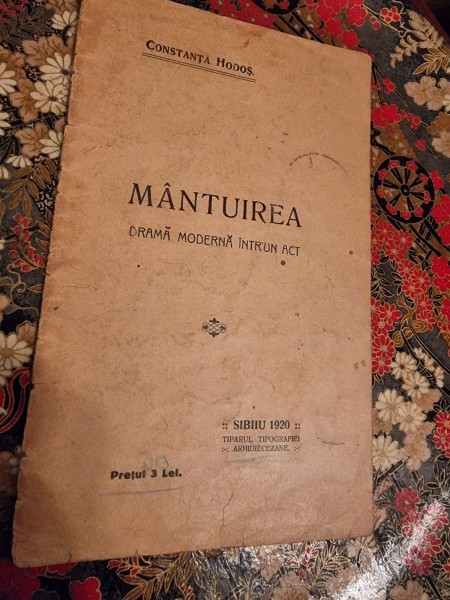 CONSTANȚA HODOȘ.
MÂNTUIREA
DRAMĂ MODERNĂ ÎNTR'UN ACT
:: SIBIIU 1920 ::
TIPARUL TIPOGRAFIEI
:-: ARHIDIECEZANE. :-:
Prețul 3 Lei.